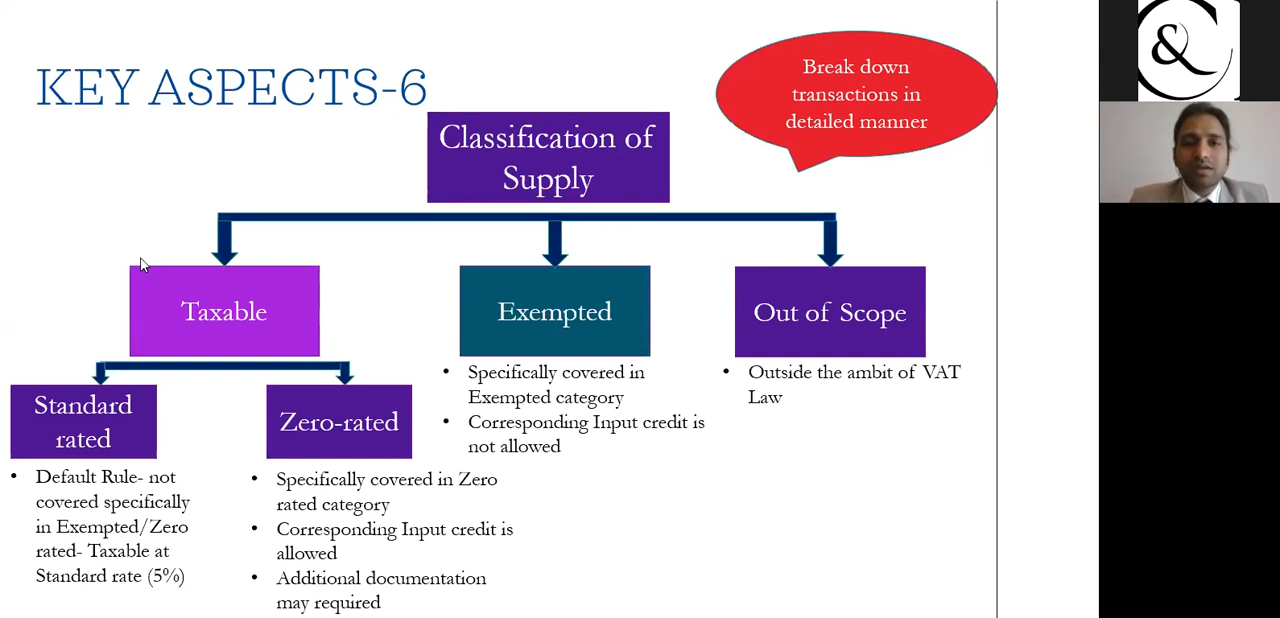 KEY ASPECTS-6
Break down
transactions in
detailed manner
Classification of
Supply
Taxable
Exempted
Out of Scope
Standard
rated
Zero-rated
• Specifically covered in
Exempted category
• Corresponding Input credit is
not allowed
• Outside the ambit of VAT
Law
• Default Rule- not
covered specifically
in Exempted/Zero
rated- Taxable at
Standard rate (5%)
• Specifically covered in Zero
rated category
• Corresponding Input credit is
allowed
• Additional documentation
may required
&